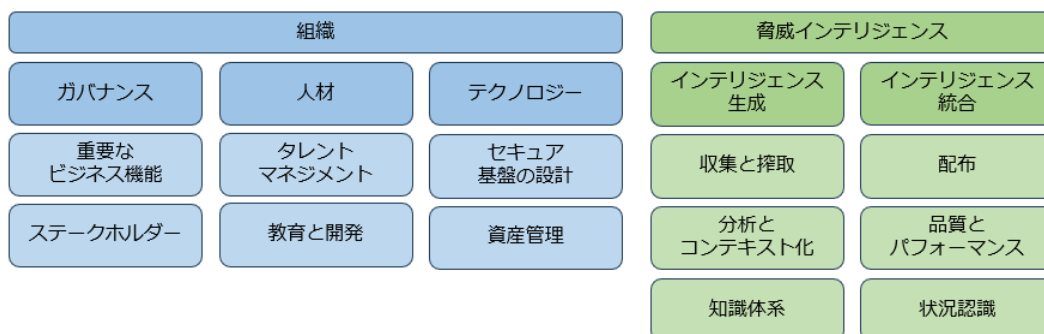 組織
ガバナンス
人材
テクノロジー
重要な
ビジネス機能
タレント
マネジメント
セキュア
基盤の設計
ステークホルダー
教育と開発
資産管理
脅威インテリジェンス
インテリジェンス
生成
インテリジェンス
統合
収集と搾取
配布
分析と
コンテキスト化
品質と
パフォーマンス
知識体系
状況認識